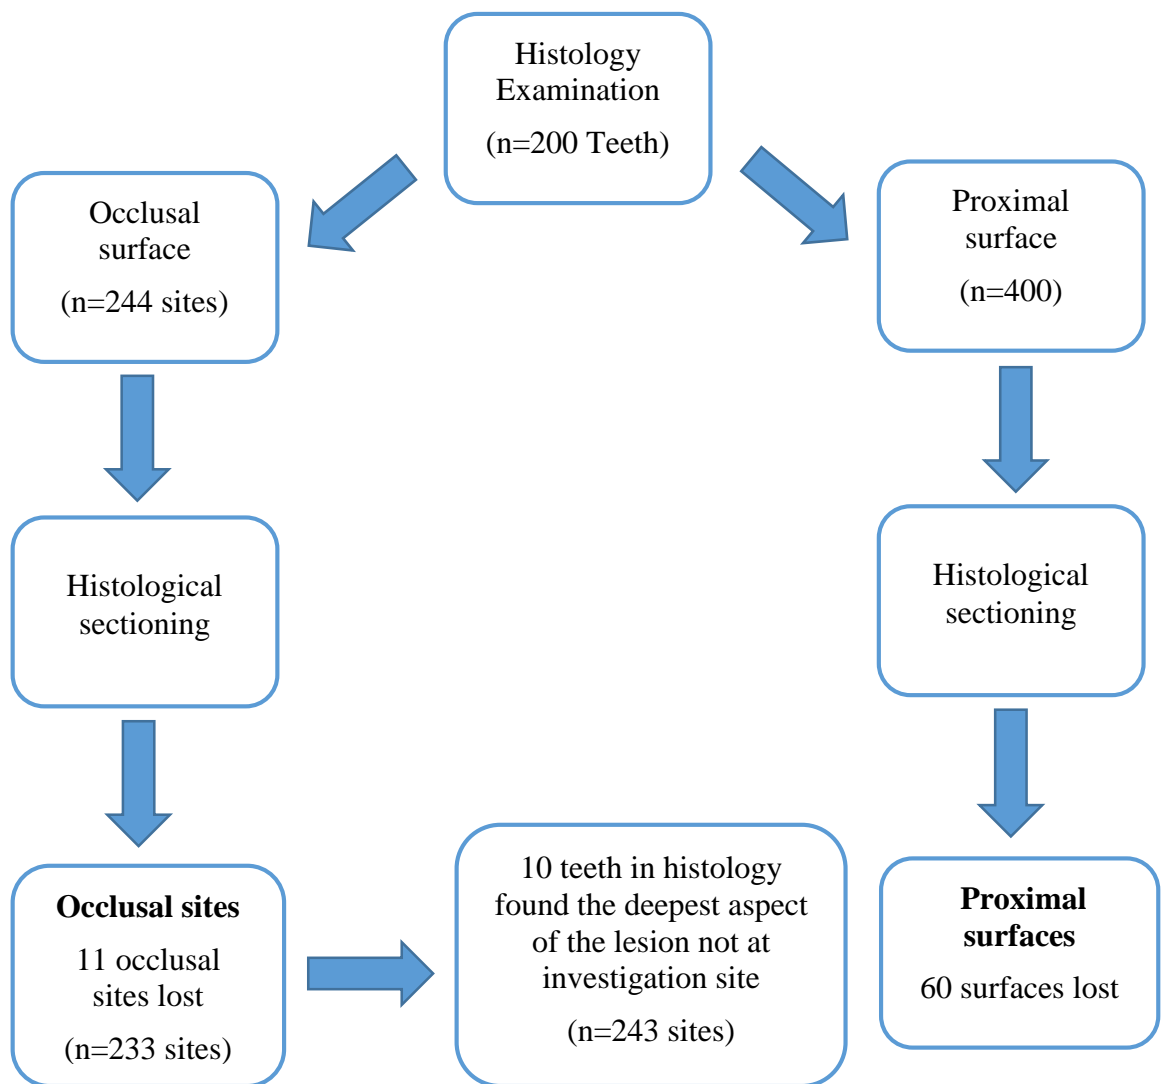 Histology
Examination
(n=200 Teeth)
Occlusal
surface
(n=244 sites)
Proximal
surface
(n=400)
Histological
sectioning
Histological
sectioning
Occlusal sites
11 occlusal
sites lost
(n=233 sites)
10 teeth in histology
found the deepest aspect
of the lesion not at
investigation site
(n=243 sites)
Proximal
surfaces
60 surfaces lost